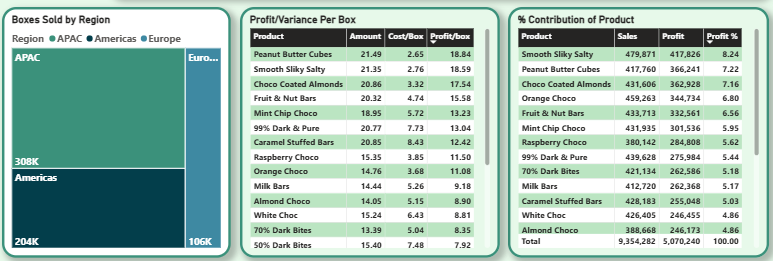 Boxes Sold by Region
Region APAC Americas Europe
APAC
308K
Americas
204K
Euro...
106K
Profit/Variance Per Box
Product Amount Cost/Box Profit/box
Peanut Butter Cubes 21.49 2.65 18.84
Smooth Sliky Salty 21.35 2.76 18.59
Choco Coated Almonds 20.86 3.32 17.54
Fruit & Nut Bars 20.32 4.74 15.58
Mint Chip Choco 18.95 5.72 13.23
99% Dark & Pure 20.77 7.73 13.04
Caramel Stuffed Bars 20.85 8.43 12.42
Raspberry Choco 15.35 3.85 11.50
Orange Choco 14.76 3.68 11.08
Milk Bars 14.44 5.26 9.18
Almond Choco 14.05 5.15 8.90
White Choc 15.24 6.43 8.81
70% Dark Bites 13.39 5.04 8.35
50% Dark Bites 15.40 7.48 7.92
% Contribution of Product
Product Sales Profit Profit %
Smooth Sliky Salty 479,871 417,826 8.24
Peanut Butter Cubes 417,760 366,241 7.22
Choco Coated Almonds 431,606 362,928 7.16
Orange Choco 459,263 344,734 6.80
Fruit & Nut Bars 433,713 332,561 6.56
Mint Chip Choco 431,935 301,536 5.95
Raspberry Choco 380,142 284,808 5.62
99% Dark & Pure 439,628 275,984 5.44
70% Dark Bites 421,134 262,586 5.18
Milk Bars 412,720 262,368 5.17
Caramel Stuffed Bars 428,183 255,048 5.03
White Choc 426,405 246,455 4.86
Almond Choco 388,668 246,173 4.86
Total 9,354,282 5,070,240 100.00